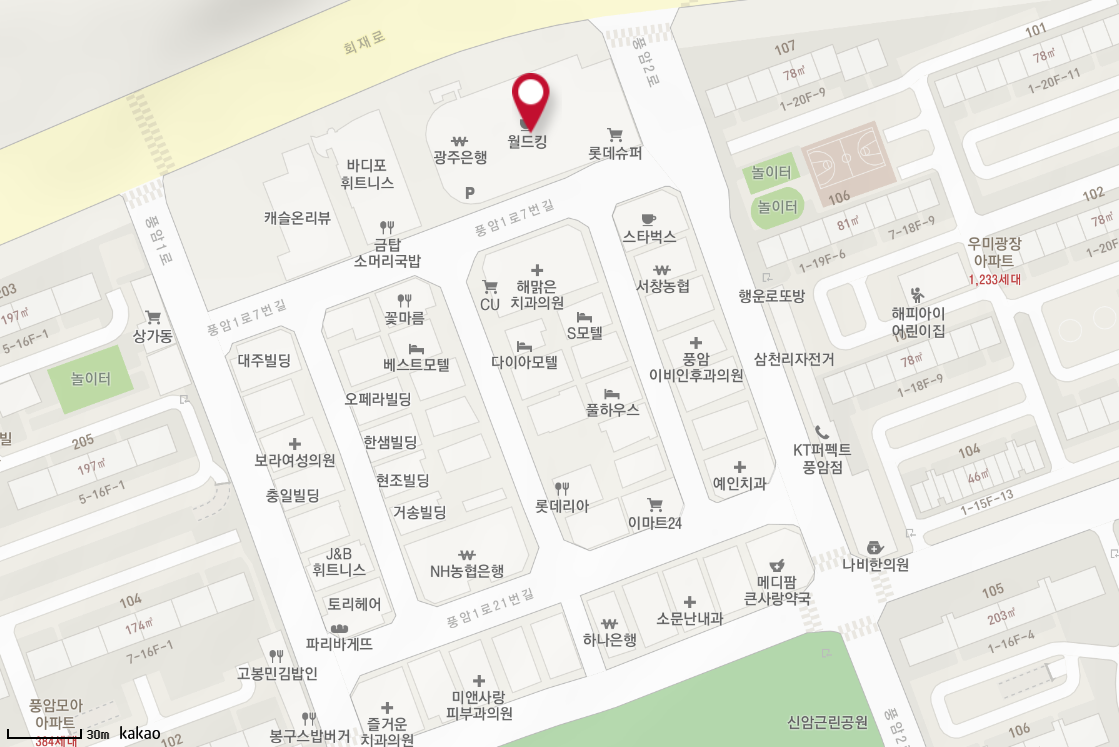 회재로
풍암2로
107
78㎡
1-20F-9
101
78㎡
1-20F-11
광주은행
월드킹
롯데슈퍼
P
바디포
휘트니스
캐슬온리뷰
금탑
소머리국밥
풍암1로
풍암1로7번길
놀이터
놀이터
106
81㎡
7-18F-9
1-19F-6
102
78㎡
1-20F-
우미광장
아파트
1,233세대
스타벅스
서창농협
행운로또방
해피아이
어린이집
78㎡
1-18F-9
203
197㎡
5-16F-1
상가동
풍암1로7번길
꽃마름
CU
해맑은
치과의원
S모텔
대주빌딩
베스트모텔
다이아모텔
풍암
이비인후과의원
삼천리자전거
놀이터
오페라빌딩
풀하우스
한샘빌딩
빌
205
197㎡
5-16F-1
보라여성의원
현조빌딩
충일빌딩
거송빌딩
KT퍼펙트
풍암점
예인치과
104
46㎡
1-15F-13
롯데리아
이마트24
J&B
휘트니스
NH농협은행
나비한의원
메디팜
큰사랑약국
토리헤어
풍암1로21번길
소문난내과
하나은행
104
174㎡
7-16F-1
파리바게뜨
고봉민김밥인
105
203㎡
1-16F-4
미앤사랑
피부과의원
풍암모아
아파트
384세대
봉구스밥버거
즐거운
치과의원
신암근린공원
풍암2로
106
102
30m kakao